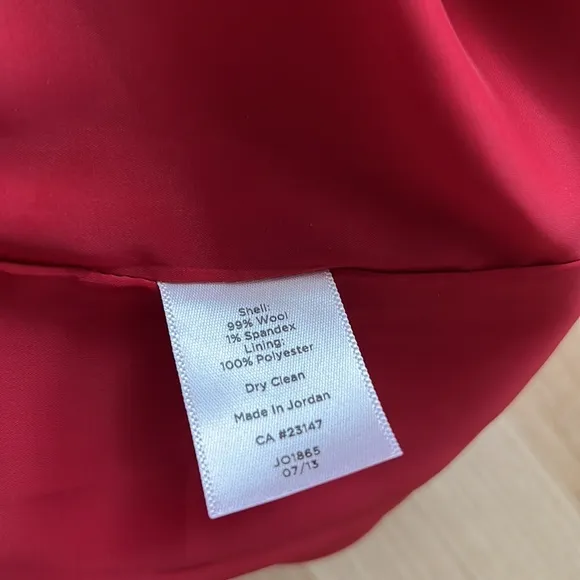 Shell:
99% Wool
1% Spandex
Lining:
100% Polyester
Dry Clean
Made In Jordan
CA #23147
JO1865
07/13